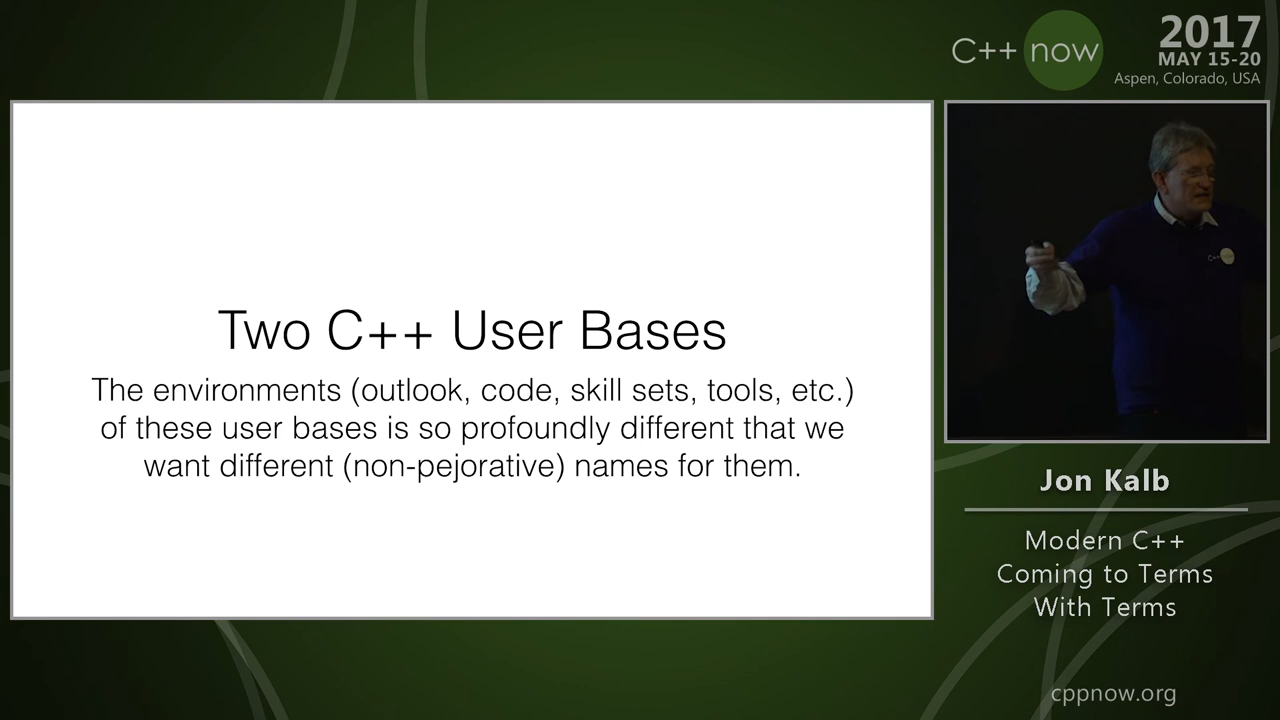 C++ now
2017
MAY 15-20
Aspen, Colorado, USA
Two C++ User Bases
The environments (outlook, code, skill sets, tools, etc.)
of these user bases is so profoundly different that we
want different (non-pejorative) names for them.
C++ now
Jon Kalb
Modern C++
Coming to Terms
With Terms
cppnow.org